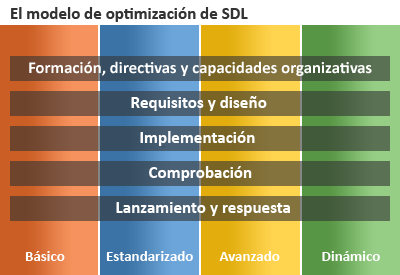 El modelo de optimización de SDL
Formación, directivas y capacidades organizativas
Requisitos y diseño
Implementación
Comprobación
Lanzamiento y respuesta
Básico Estandarizado Avanzado Dinámico